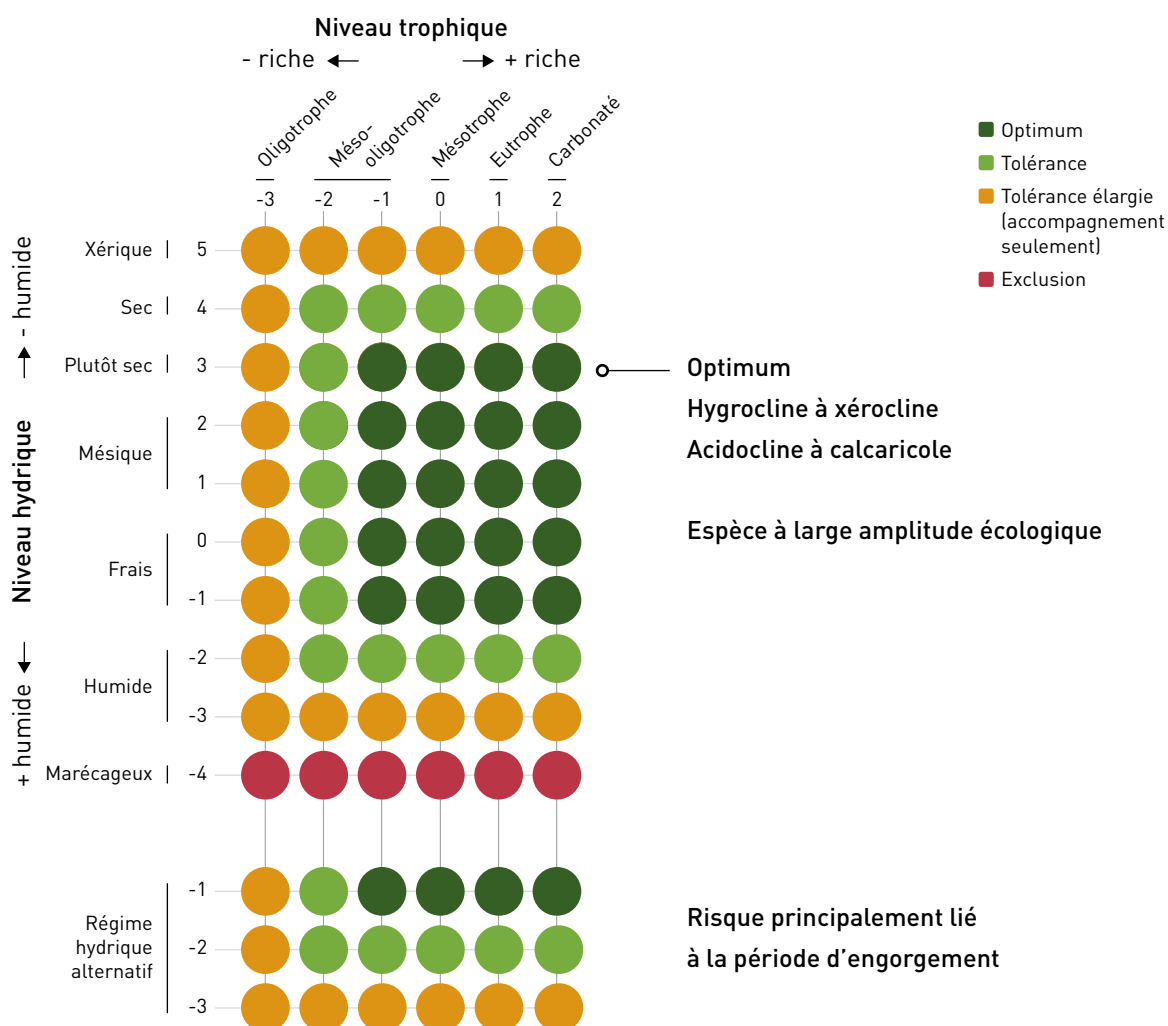 Niveau trophique
- riche ← → + riche
Oligotrophe
Méso-
oligotrophe
Mésotrophe
Eutrophe
Carbonaté
-3 -2 -1 0 1 2
Optimum
Tolérance
Tolérance élargie
(accompagnement
seulement)
Exclusion
Niveau hydrique
- humide
+ humide
Xérique | 5
Sec | 4
Plutôt sec | 3
Mésique
2
1
Frais
0
-1
Humide
-2
-3
Marécageux | -4
Régime
hydrique
alternatif
-1
-2
-3
Optimum
Hygrocline à xérocline
Acidocline à calcaricole
Espèce à large amplitude écologique
Risque principalement lié
à la période d’engorgement